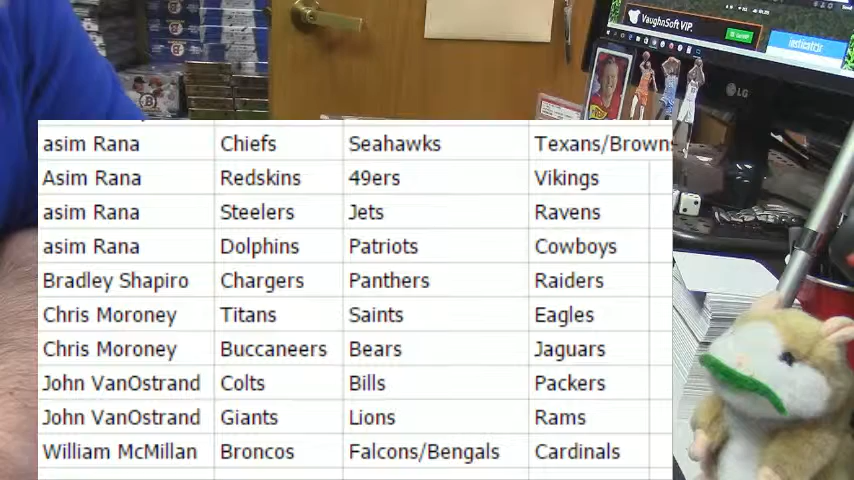 VaughnSoft VIP.
LG
asim Rana Chiefs Seahawks Texans/Browns
Asim Rana Redskins 49ers Vikings
asim Rana Steelers Jets Ravens
asim Rana Dolphins Patriots Cowboys
Bradley Shapiro Chargers Panthers Raiders
Chris Moroney Titans Saints Eagles
Chris Moroney Buccaneers Bears Jaguars
John VanOstrand Colts Bills Packers
John VanOstrand Giants Lions Rams
William McMillan Broncos Falcons/Bengals Cardinals